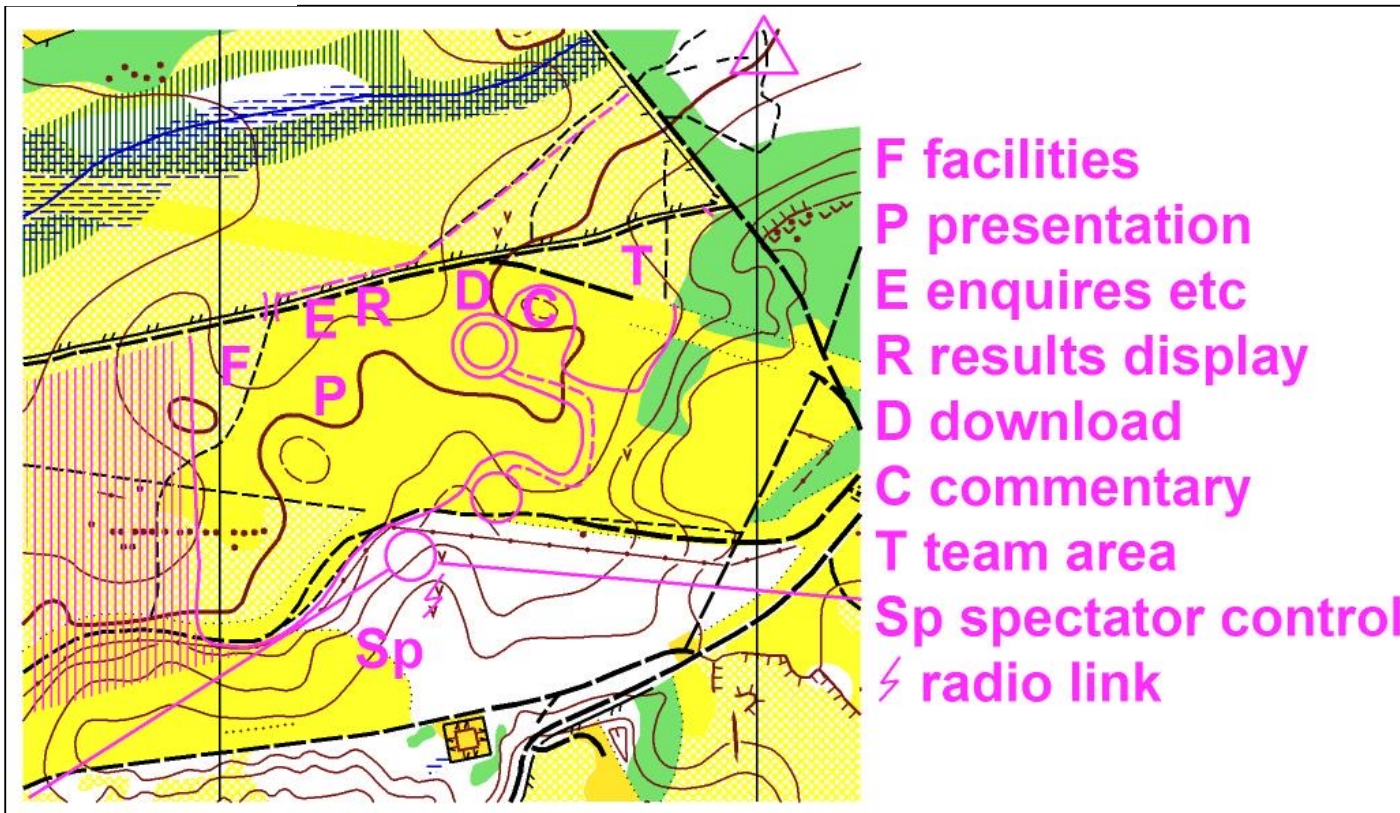 F facilities
P presentation
E enquires etc
R results display
D download
C commentary
T team area
Sp spectator control
radio link
T
D
C
E
R
F
P
Sp